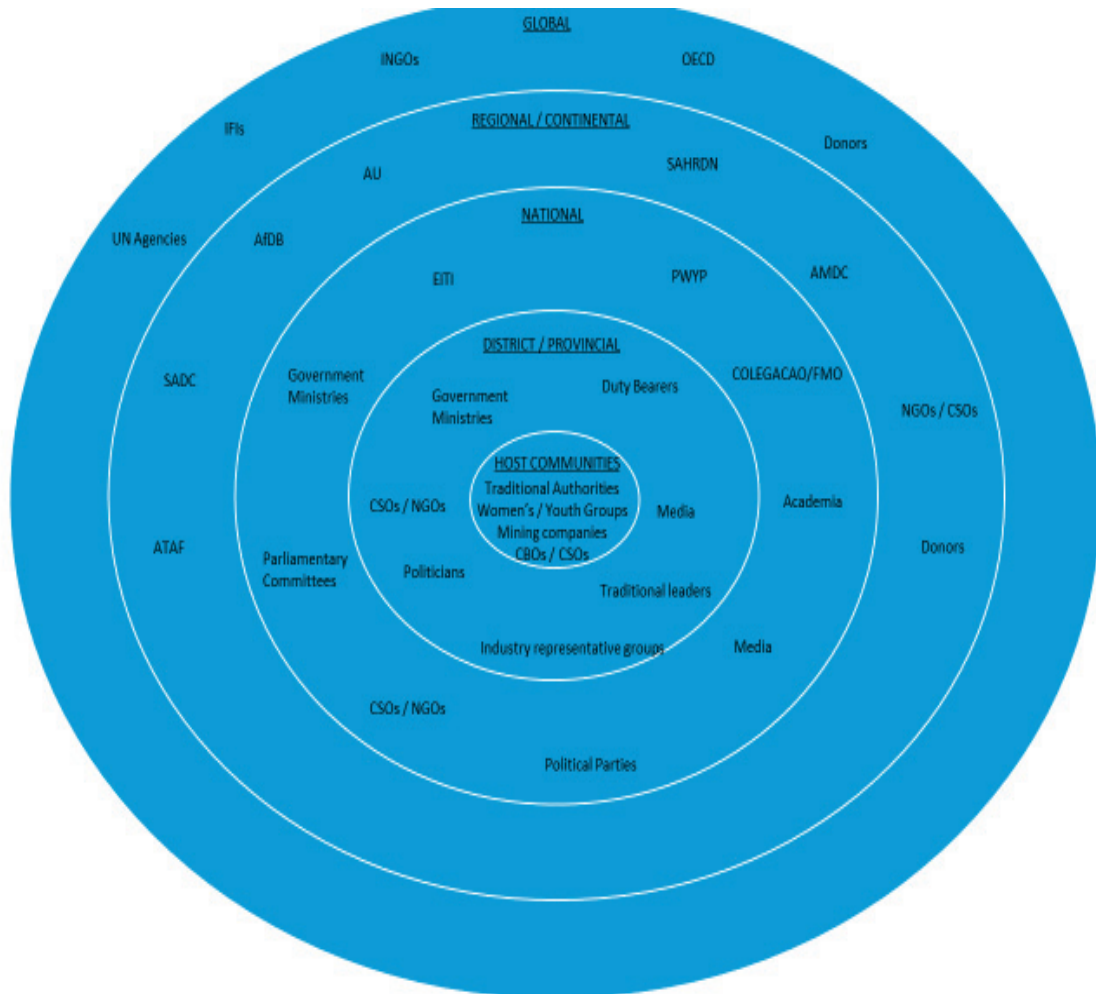 GLOBAL
INGOs
OECD
IFIs
Donors
UN Agencies
REGIONAL / CONTINENTAL
AU
SAHRDN
AfDB
AMDC
SADC
NGOs / CSOs
ATAF
Donors
NATIONAL
EITI
PWYP
Government
Ministries
COLEGACAO/FMO
Academia
Parliamentary
Committees
Media
CSOs / NGOs
Political Parties
DISTRICT / PROVINCIAL
Government
Ministries
Duty Bearers
CSOs / NGOs
Media
Politicians
Traditional leaders
Industry representative groups
HOST COMMUNITIES
Traditional Authorities
Women's / Youth Groups
Mining companies
CBOs / CSOs